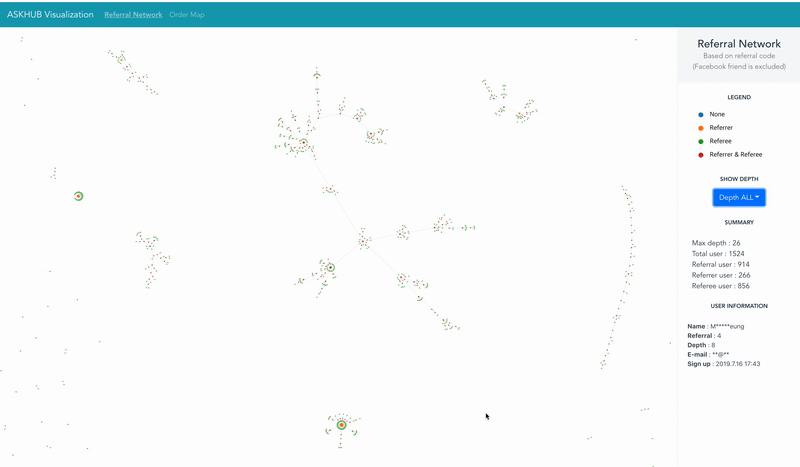 ASKHUB Visualization Referral Network Order Map
Referral Network
Based on referral code
(Facebook friend is excluded)
LEGEND
None
Referrer
Referee
Referrer & Referee
SHOW DEPTH
Depth ALL
SUMMARY
Max depth : 26
Total user : 1524
Referral user : 914
Referrer user : 266
Referee user : 856
USER INFORMATION
Name : M*****eung
Referral : 4
Depth : 8
E-mail : **@**
Sign up : 2019.7.16 17:43